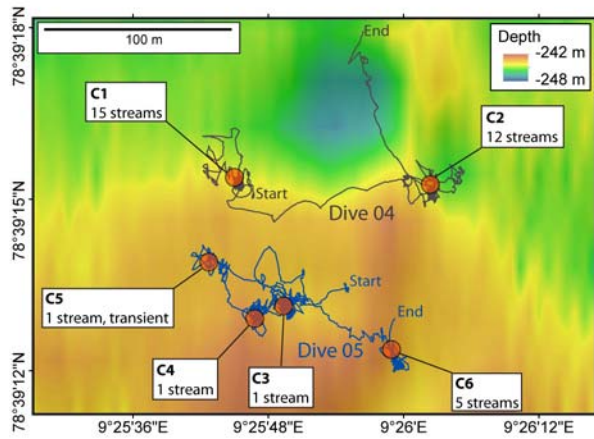 78°39'18"N
78°39'15"N
78°39'12"N
100 m
End
Depth
-242 m
-248 m
C1
15 streams
C2
12 streams
Start
Dive 04
C5
1 stream, transient
Start
End
Dive 05
C4
1 stream
C3
1 stream
C6
5 streams
9°25'36"E
9°25'48"E
9°26'E
9°26'12"E